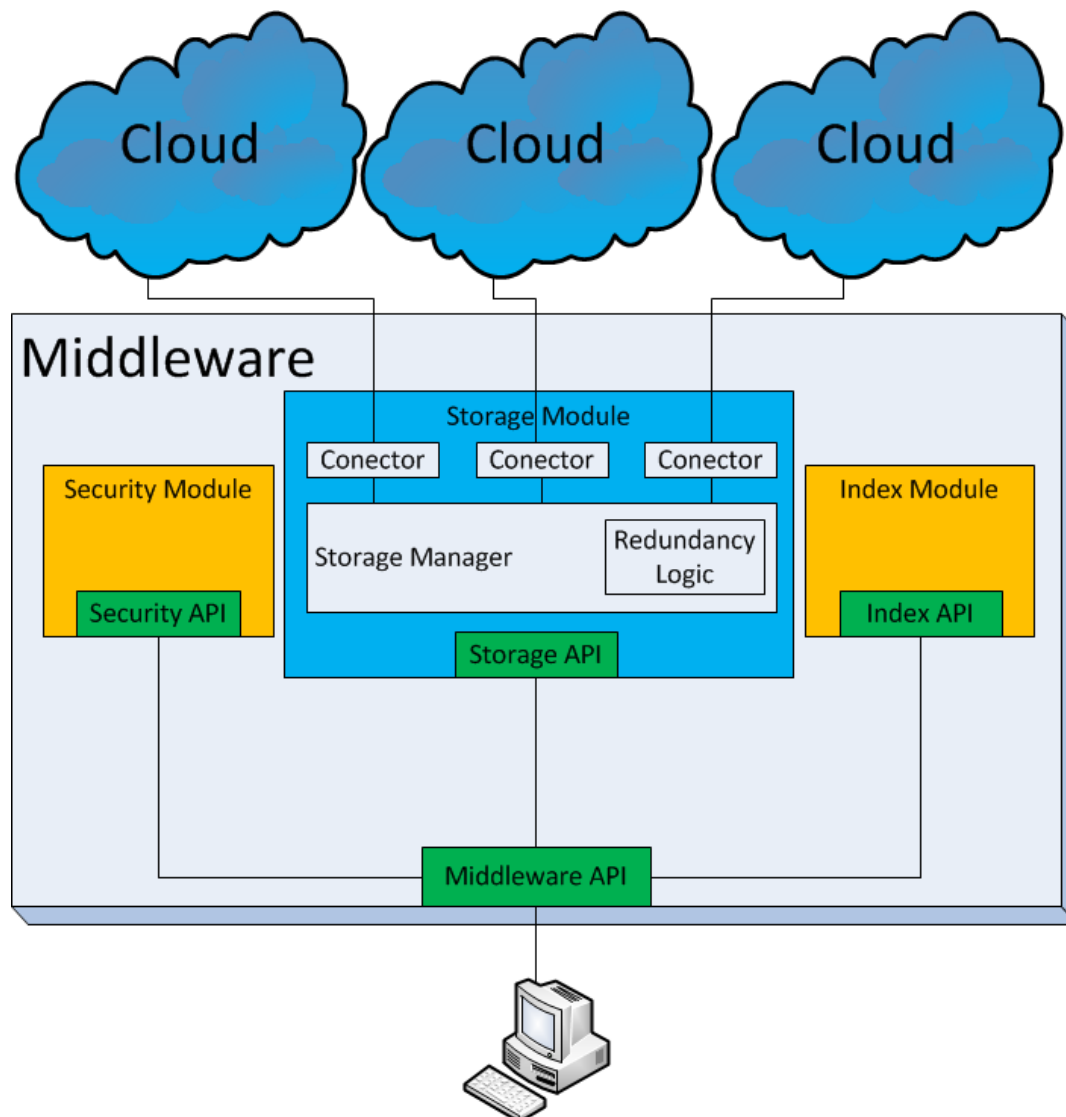 Cloud
Cloud
Cloud
Middleware
Storage Module
Conector
Conector
Conector
Security Module
Index Module
Storage Manager
Redundancy
Logic
Security API
Index API
Storage API
Middleware API